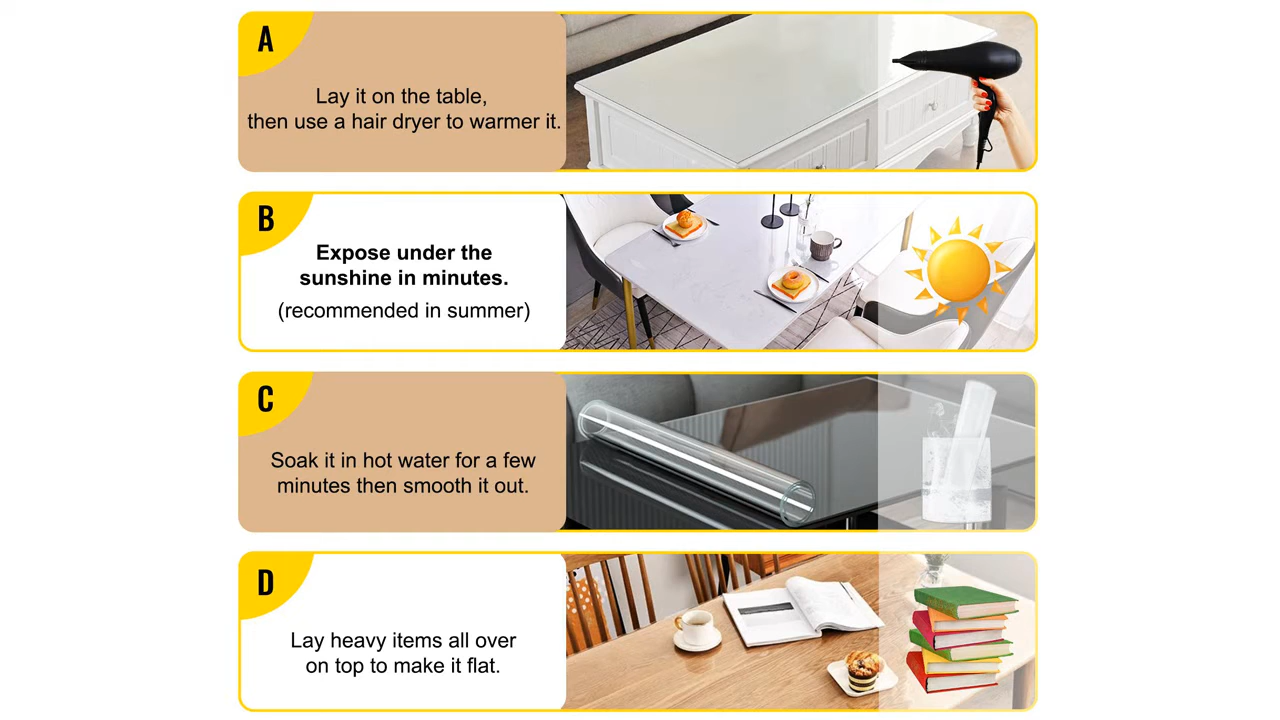 A
Lay it on the table,
then use a hair dryer to warmer it.
B
Expose under the
sunshine in minutes.
(recommended in summer)
C
Soak it in hot water for a few
minutes then smooth it out.
D
Lay heavy items all over
on top to make it flat.